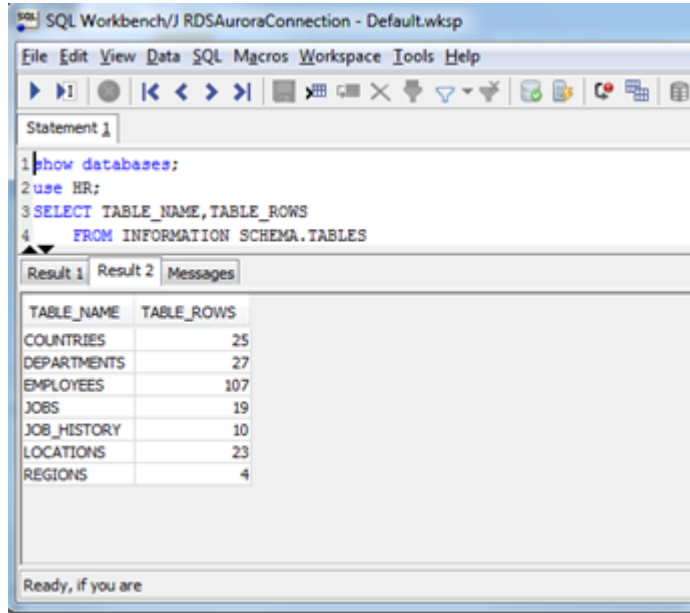 SQL Workbench/J RDSAuroraConnection - Default.wksp
File Edit View Data SQL Macros Workspace Tools Help
Statement 1
1 show databases;
2 use HR;
3 SELECT TABLE_NAME,TABLE_ROWS
4 FROM INFORMATION_SCHEMA.TABLES
Result 1 Result 2 Messages
TABLE_NAME TABLE_ROWS
COUNTRIES 25
DEPARTMENTS 27
EMPLOYEES 107
JOBS 19
JOB_HISTORY 10
LOCATIONS 23
REGIONS 4
Ready, if you are